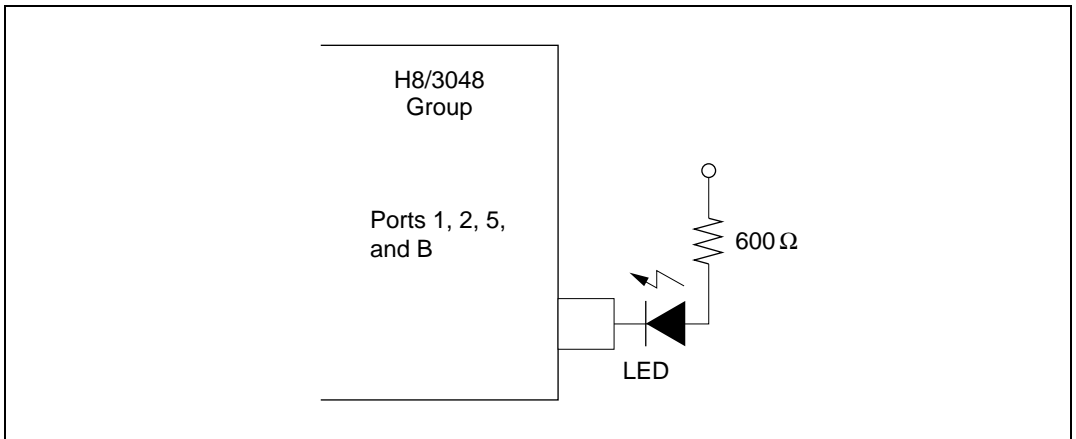 H8/3048
Group
Ports 1, 2, 5,
and B
600 Ω
LED